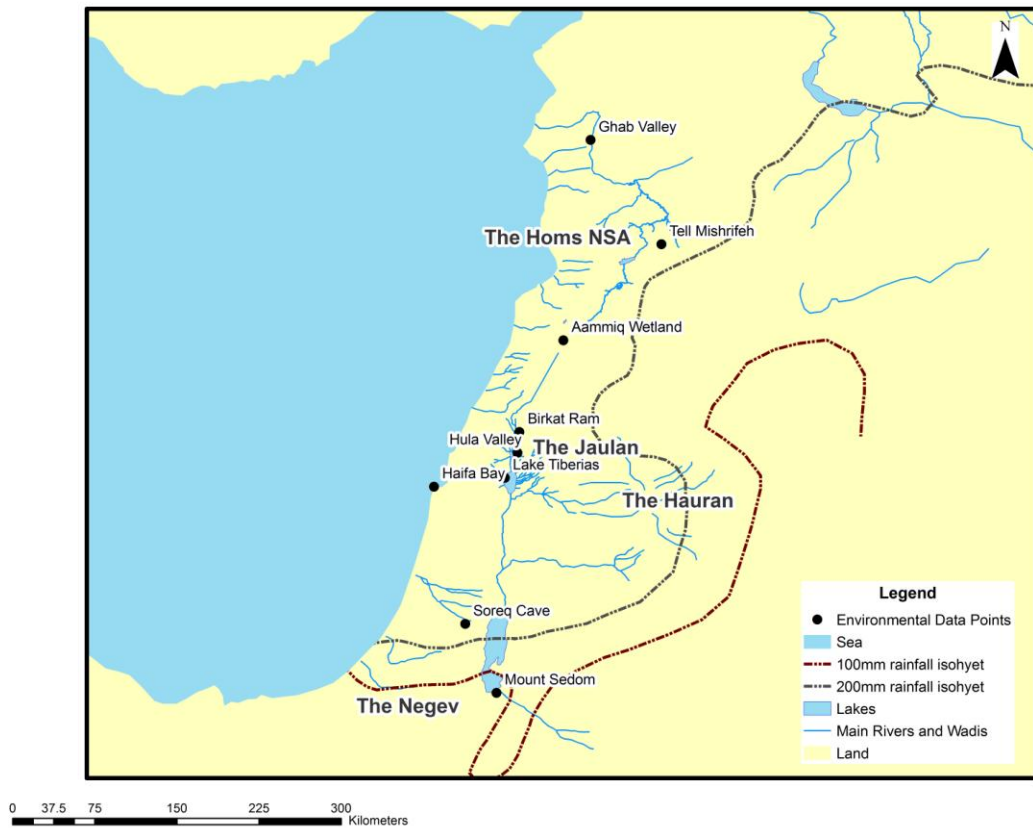 N
Ghab Valley
The Homs NSA
Tell Mishrifeh
Aammiq Wetland
Birkat Ram
Hula Valley
The Jaulan
Lake Tiberias
Haifa Bay
The Hauran
Soreq Cave
Mount Sedom
The Negev
Legend
Environmental Data Points
Sea
100mm rainfall isohyet
200mm rainfall isohyet
Lakes
Main Rivers and Wadis
Land
0 37.5 75 150 225 300
Kilometers